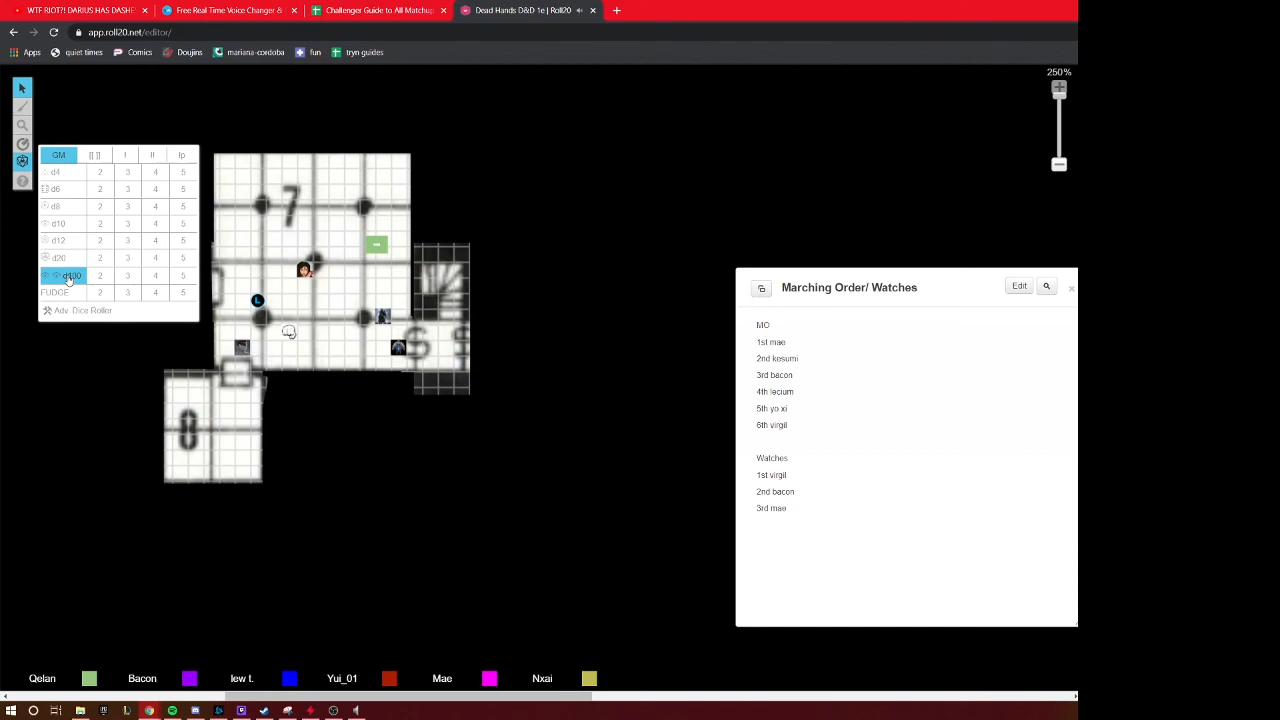 WTF RIOT?! DARIUS HAS DASHES
Free Real Time Voice Changer &
Challenger Guide to All Matchup
Dead Hands D&D 1e | Roll20
app.roll20.net/editor/
Apps
quiet times
Comics
Doujins
mariana-cordoba
fun
tryn guides
250%
GM [[ ]] ! !! !p
d4 2 3 4 5
d6 2 3 4 5
d8 2 3 4 5
d10 2 3 4 5
d12 2 3 4 5
d20 2 3 4 5
d100 2 3 4 5
FUDGE 2 3 4 5
Adv. Dice Roller
7
L
S
8
Marching Order/ Watches
Edit
MO
1st mae
2nd kesumi
3rd bacon
4th lecium
5th yo xi
6th virgil
Watches
1st virgil
2nd bacon
3rd mae
Qelan
Bacon
lew t.
Yui_01
Mae
Nxai